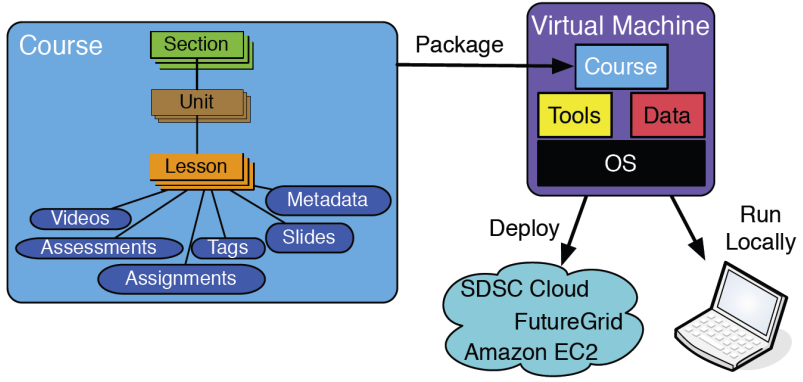 Course
Section
Unit
Lesson
Metadata
Videos
Slides
Assessments
Tags
Assignments
Package
Virtual Machine
Course
Tools
Data
OS
Deploy
Run
Locally
SDSC Cloud
FutureGrid
Amazon EC2